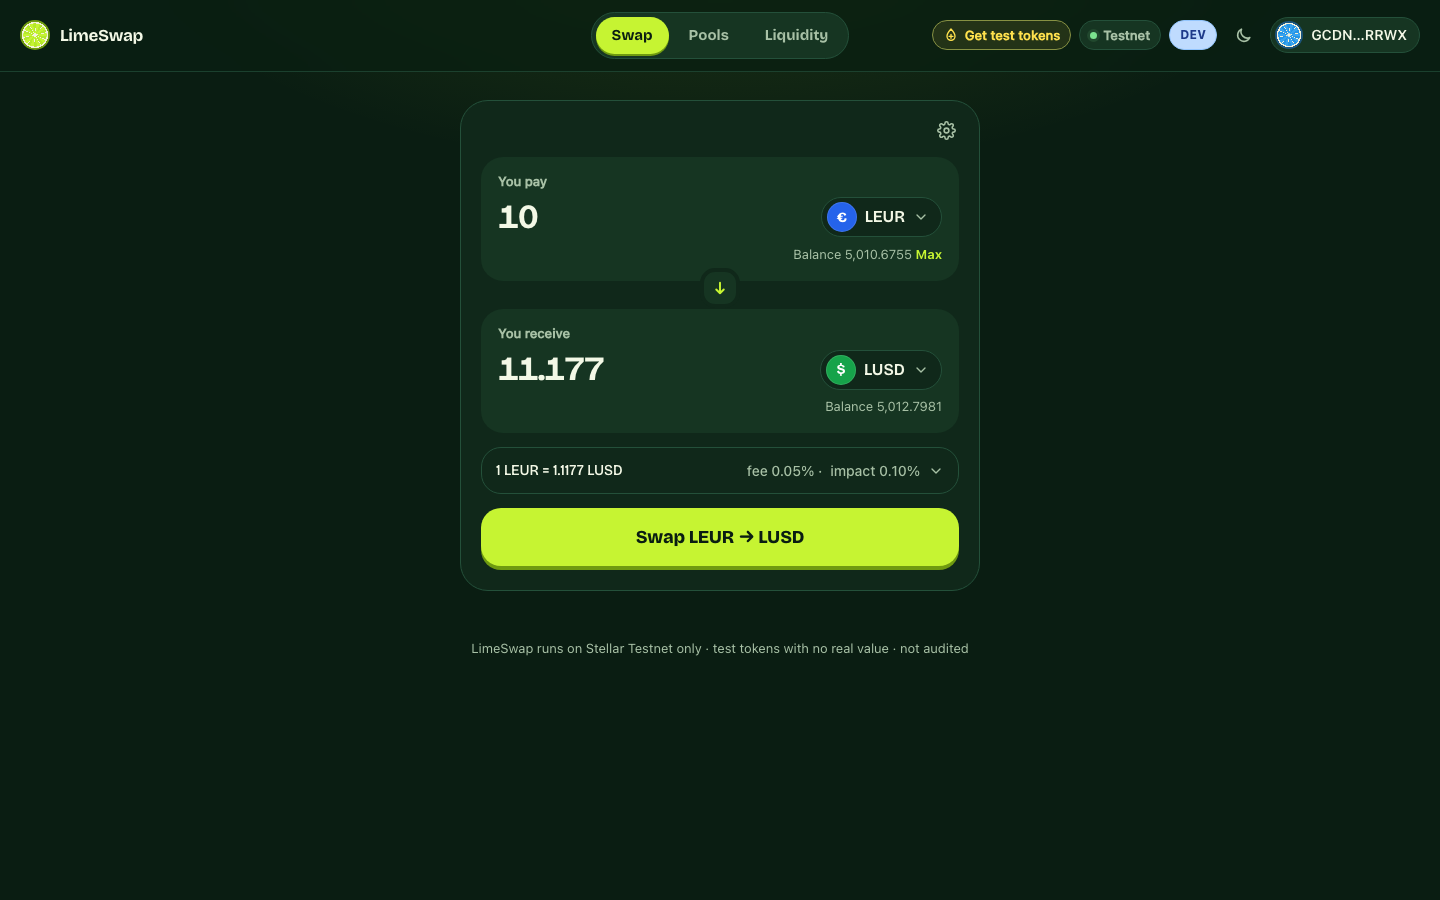 LimeSwap
Swap
Pools
Liquidity
Get test tokens
Testnet
DEV
GCDN...RRWX
You pay
10
€ LEUR
Balance 5,010.6755 Max
You receive
11.177
$ LUSD
Balance 5,012.7981
1 LEUR = 1.1177 LUSD
fee 0.05% · impact 0.10%
Swap LEUR → LUSD
LimeSwap runs on Stellar Testnet only · test tokens with no real value · not audited